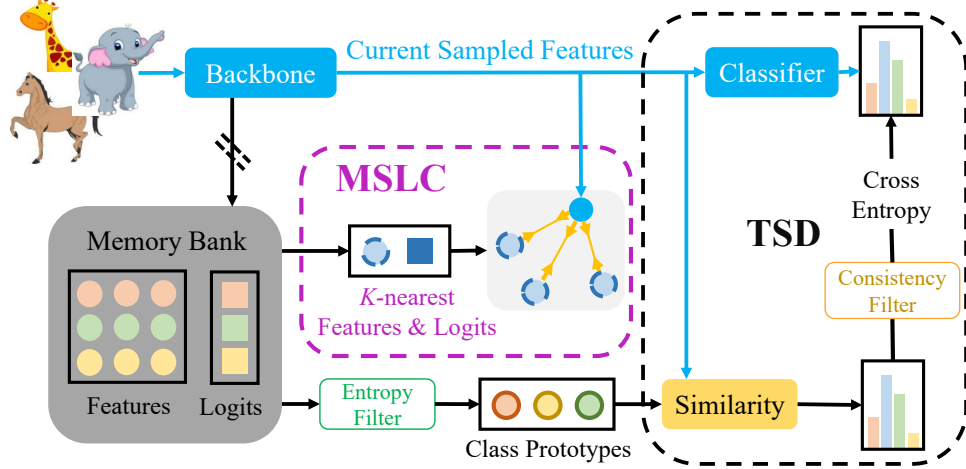 Backbone
Current Sampled Features
Classifier
MSLC
Memory Bank
Features
Logits
K-nearest
Features & Logits
TSD
Cross
Entropy
Consistency
Filter
Entropy
Filter
Class Prototypes
Similarity